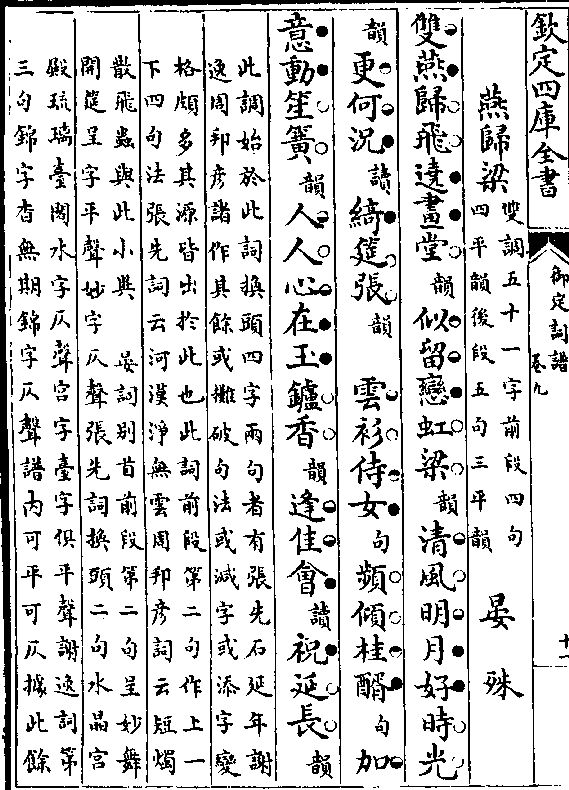 欽定四庫全書
御定詞譜
卷九
十一
燕歸梁
雙調五十一字前段四句
四平韻後段五句三平韻
晏殊
雙燕歸飛遶畫堂韻似留戀虹梁韻清風明月好時光
韻更何況讀綺筵張韻 雲衫侍女句頻傾桂醑句加
意動笙簧韻人人心在玉鑪香韻逢佳會讀祝延長韻
此調始於此詞換頭四字兩句者有張先石延年謝
逸周邦彥諸作其餘或攤破句法或減字或添字變
格頗多其源皆出於此也此詞前段第二句作上一
下四句法張先詞云河漢淨無雲周邦彥詞云短燭
散飛蟲與此小異 晏詞別首前段第二句呈妙舞
開筵呈字平聲妙字仄聲張先詞換頭二句水晶宮
殿琉璃臺閣水字仄聲宮字臺字俱平聲謝逸詞第
三句錦字杳無期錦字仄聲譜內可平可仄據此餘